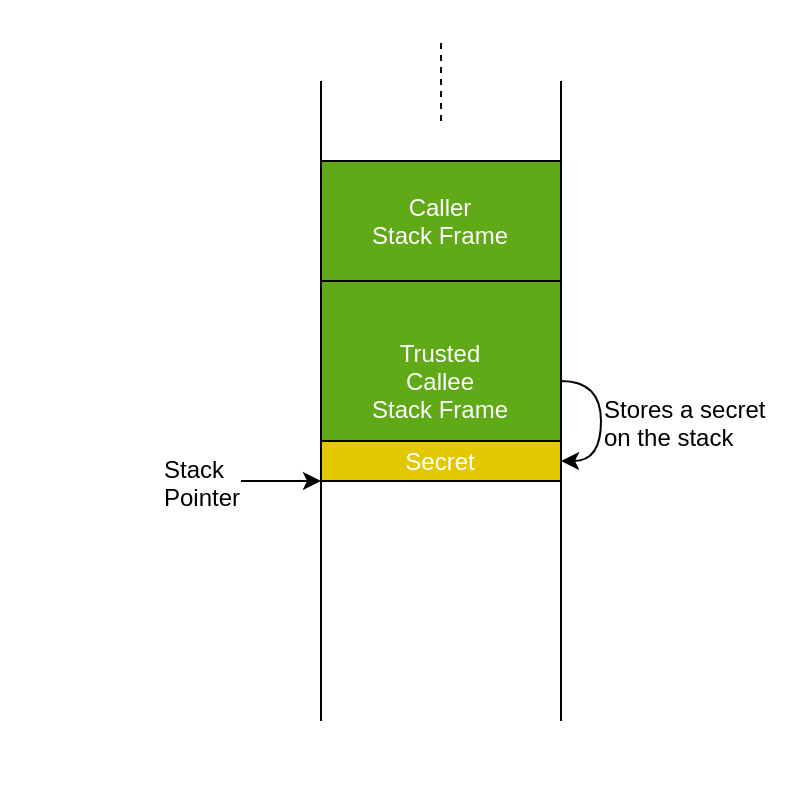 Caller
Stack Frame
Trusted
Callee
Stack Frame
Stores a secret
on the stack
Secret
Stack
Pointer